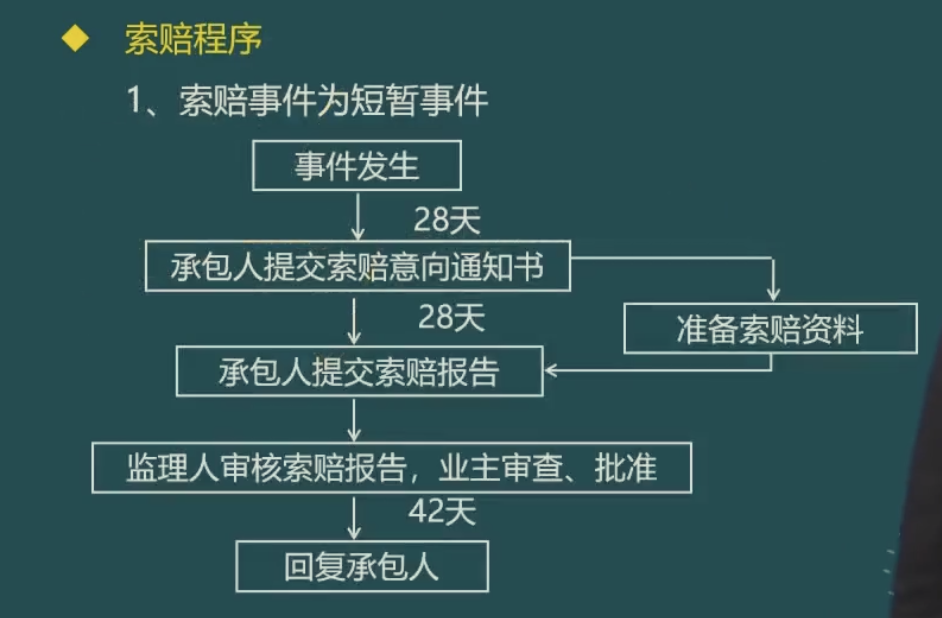 索赔程序
1、索赔事件为短暂事件
事件发生
28天
承包人提交索赔意向通知书
28天
准备索赔资料
承包人提交索赔报告
监理人审核索赔报告，业主审查、批准
42天
回复承包人